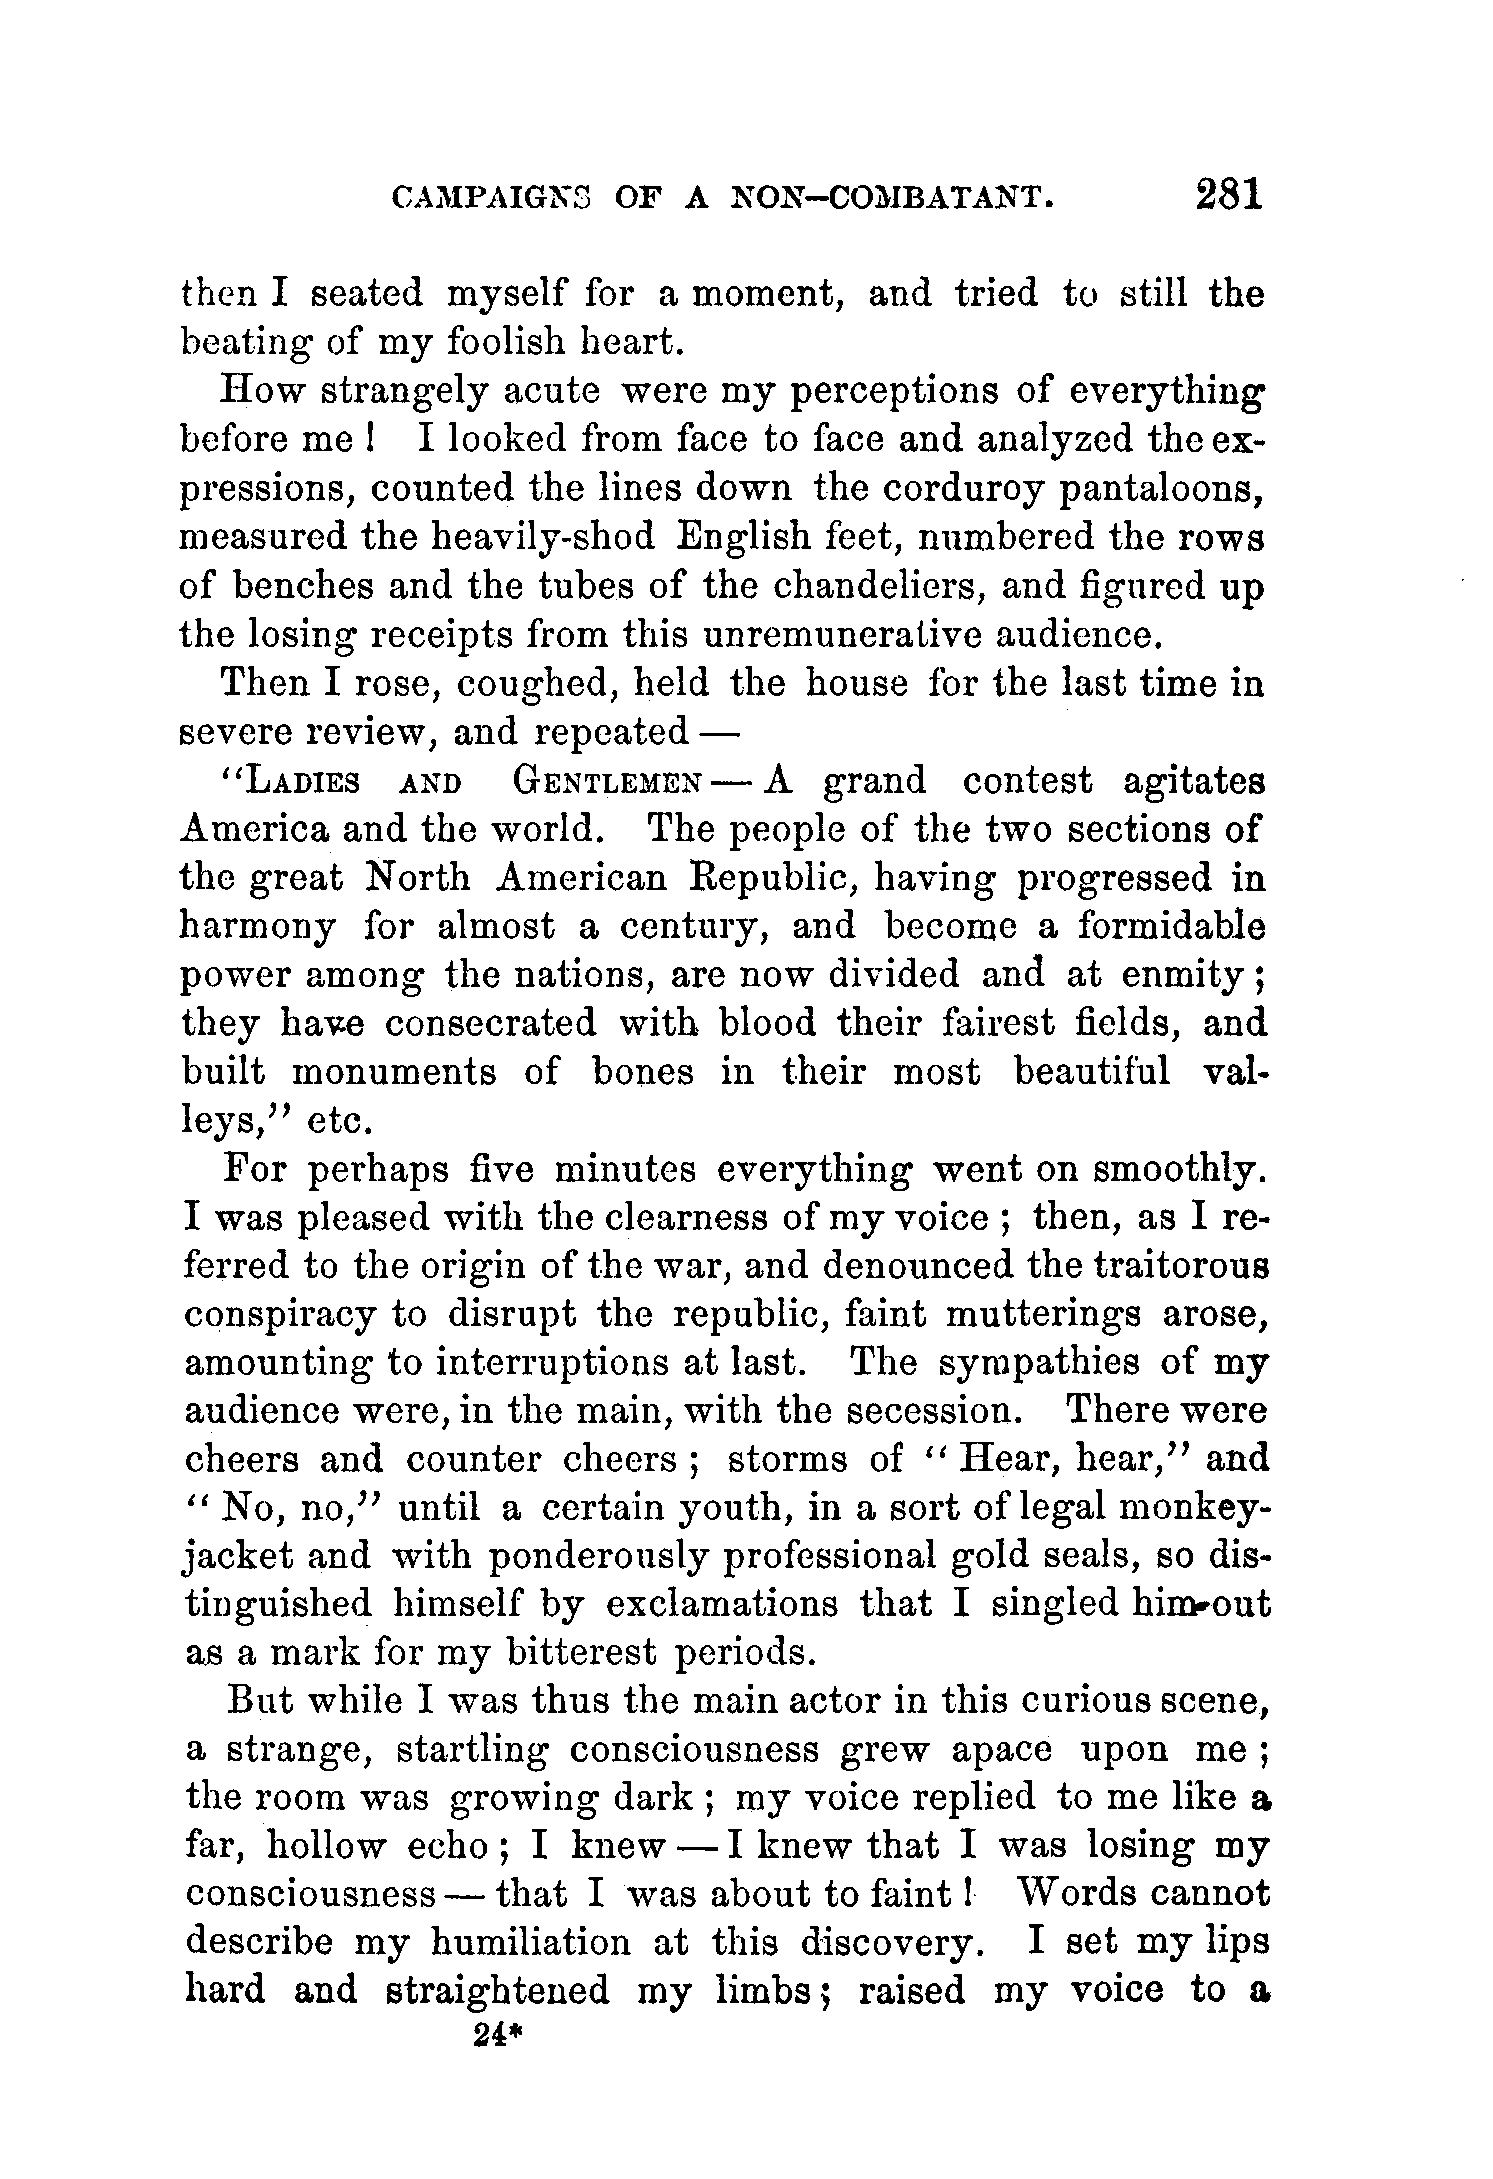 CAMPAIGNS OF A NON-COMBATANT. 281
then I seated myself for a moment, and tried to still the
beating of my foolish heart.
How strangely acute were my perceptions of everything
before me! I looked from face to face and analyzed the ex-
pressions, counted the lines down the corduroy pantaloons,
measured the heavily-shod English feet, numbered the rows
of benches and the tubes of the chandeliers, and figured up
the losing receipts from this unremunerative audience.
Then I rose, coughed, held the house for the last time in
severe review, and repeated —
"LADIES AND GENTLEMEN — A grand contest agitates
America and the world. The people of the two sections of
the great North American Republic, having progressed in
harmony for almost a century, and become a formidable
power among the nations, are now divided and at enmity;
they have consecrated with blood their fairest fields, and
built monuments of bones in their most beautiful val-
leys," etc.
For perhaps five minutes everything went on smoothly.
I was pleased with the clearness of my voice; then, as I re-
ferred to the origin of the war, and denounced the traitorous
conspiracy to disrupt the republic, faint mutterings arose,
amounting to interruptions at last. The sympathies of my
audience were, in the main, with the secession. There were
cheers and counter cheers; storms of "Hear, hear," and
"No, no," until a certain youth, in a sort of legal monkey-
jacket and with ponderously professional gold seals, so dis-
tinguished himself by exclamations that I singled him out
as a mark for my bitterest periods.
But while I was thus the main actor in this curious scene,
a strange, startling consciousness grew apace upon me;
the room was growing dark; my voice replied to me like a
far, hollow echo; I knew — I knew that I was losing my
consciousness — that I was about to faint! Words cannot
describe my humiliation at this discovery. I set my lips
hard and straightened my limbs; raised my voice to a
24*